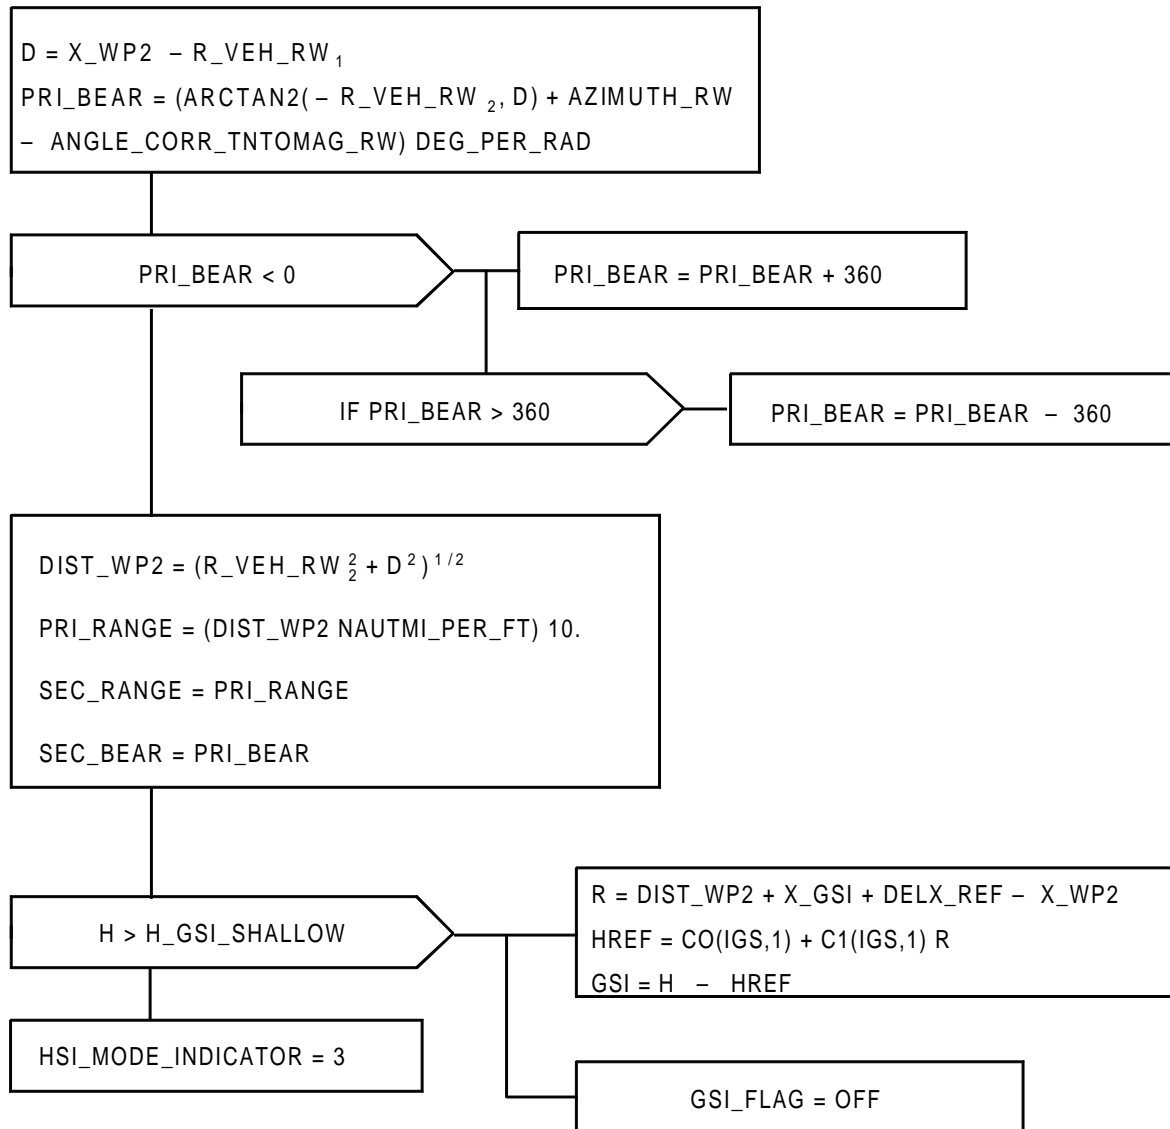 D = X_WP2 – R_VEH_RW₁
PRI_BEAR = (ARCTAN2( – R_VEH_RW ₂, D) + AZIMUTH_RW
– ANGLE_CORR_TNTOMAG_RW) DEG_PER_RAD
PRI_BEAR < 0
PRI_BEAR = PRI_BEAR + 360
IF PRI_BEAR > 360
PRI_BEAR = PRI_BEAR – 360
DIST_WP2 = (R_VEH_RW₂² + D²)¹/²
PRI_RANGE = (DIST_WP2 NAUTMI_PER_FT) 10.
SEC_RANGE = PRI_RANGE
SEC_BEAR = PRI_BEAR
H > H_GSI_SHALLOW
R = DIST_WP2 + X_GSI + DELX_REF – X_WP2
HREF = CO(IGS,1) + C1(IGS,1) R
GSI = H – HREF
HSI_MODE_INDICATOR = 3
GSI_FLAG = OFF